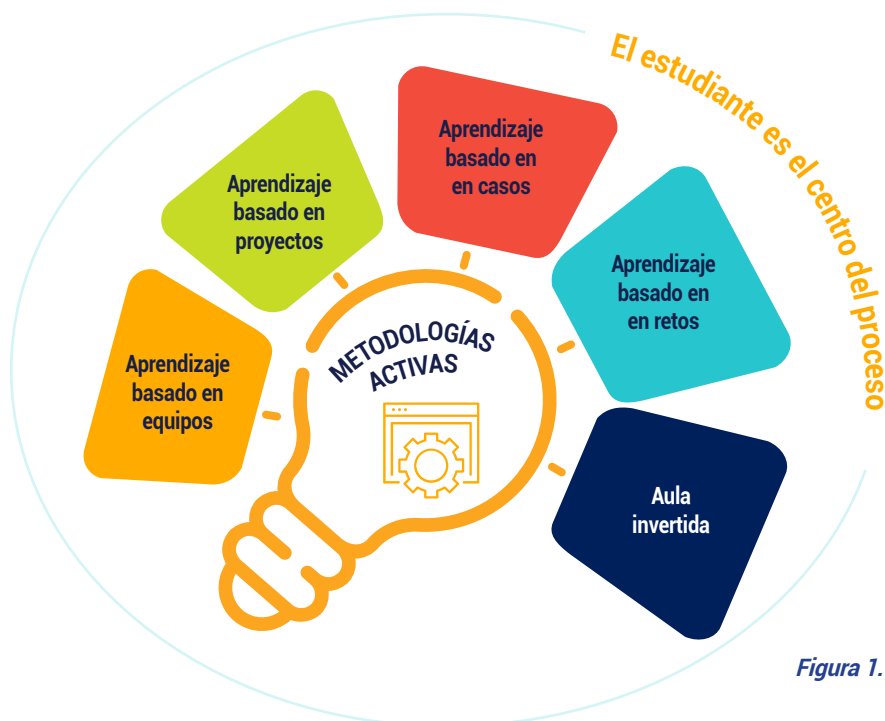 El estudiante es el centro del proceso
Aprendizaje
basado en
en casos
Aprendizaje
basado en
proyectos
Aprendizaje
basado en
en retos
METODOLOGÍAS
ACTIVAS
Aprendizaje
basado en
equipos
Aula
invertida
Figura 1.